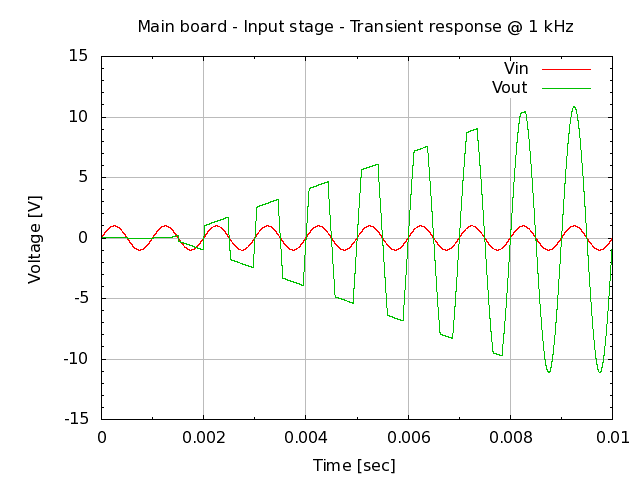 Main board - Input stage - Transient response @ 1 kHz
Vin
Vout
15
10
5
0
-5
-10
-15
Voltage [V]
0 0.002 0.004 0.006 0.008 0.01
Time [sec]